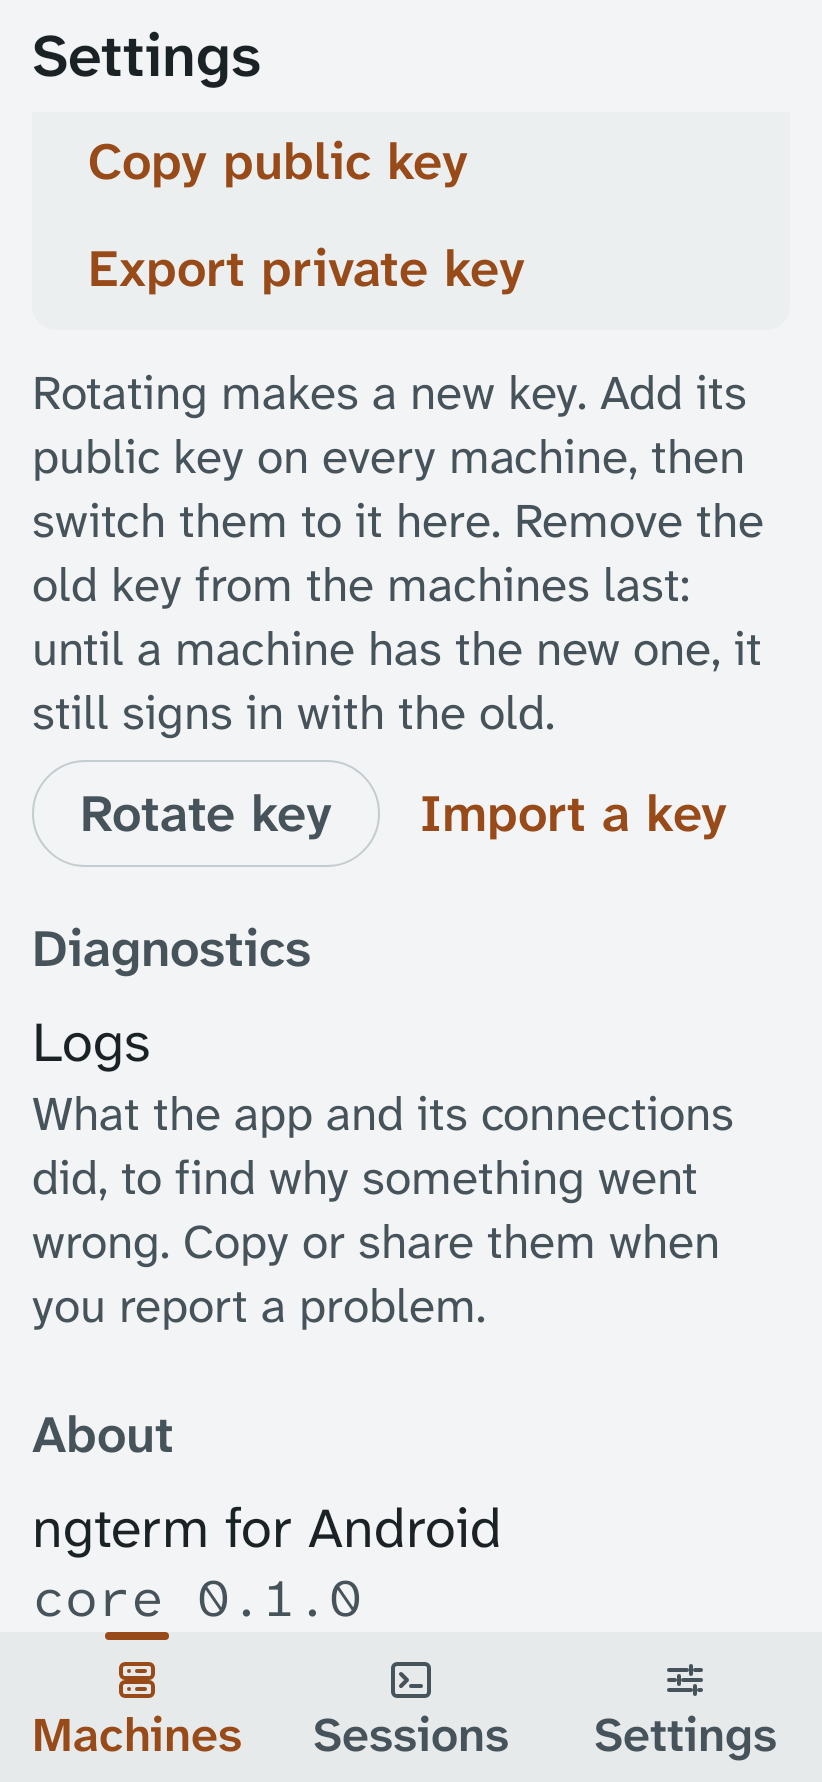 Settings
Copy public key
Export private key
Rotating makes a new key. Add its
public key on every machine, then
switch them to it here. Remove the
old key from the machines last:
until a machine has the new one, it
still signs in with the old.
Rotate key
Import a key
Diagnostics
Logs
What the app and its connections
did, to find why something went
wrong. Copy or share them when
you report a problem.
About
ngterm for Android
core 0.1.0
Machines
Sessions
Settings